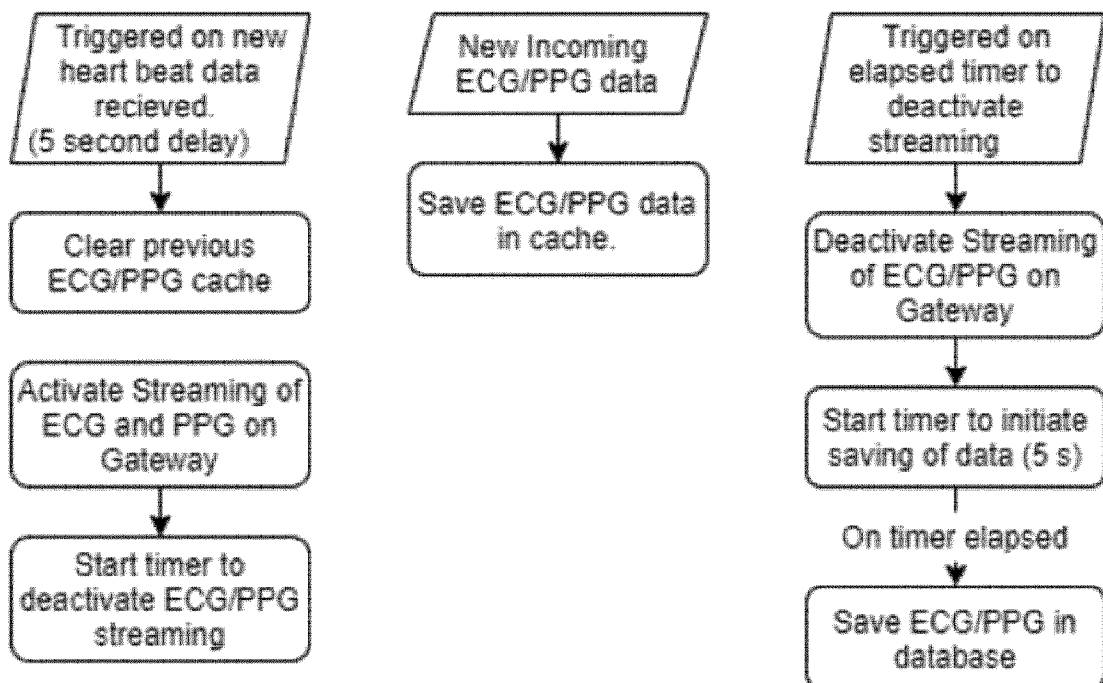 Triggered on new
heart beat data
recieved.
(5 second delay)
Clear previous
ECG/PPG cache
Activate Streaming of
ECG and PPG on
Gateway
Start timer to
deactivate ECG/PPG
streaming
New Incoming
ECG/PPG data
Save ECG/PPG data
in cache.
Triggered on
elapsed timer to
deactivate
streaming
Deactivate Streaming
of ECG/PPG on
Gateway
Start timer to initiate
saving of data (5 s)
On timer elapsed
Save ECG/PPG in
database